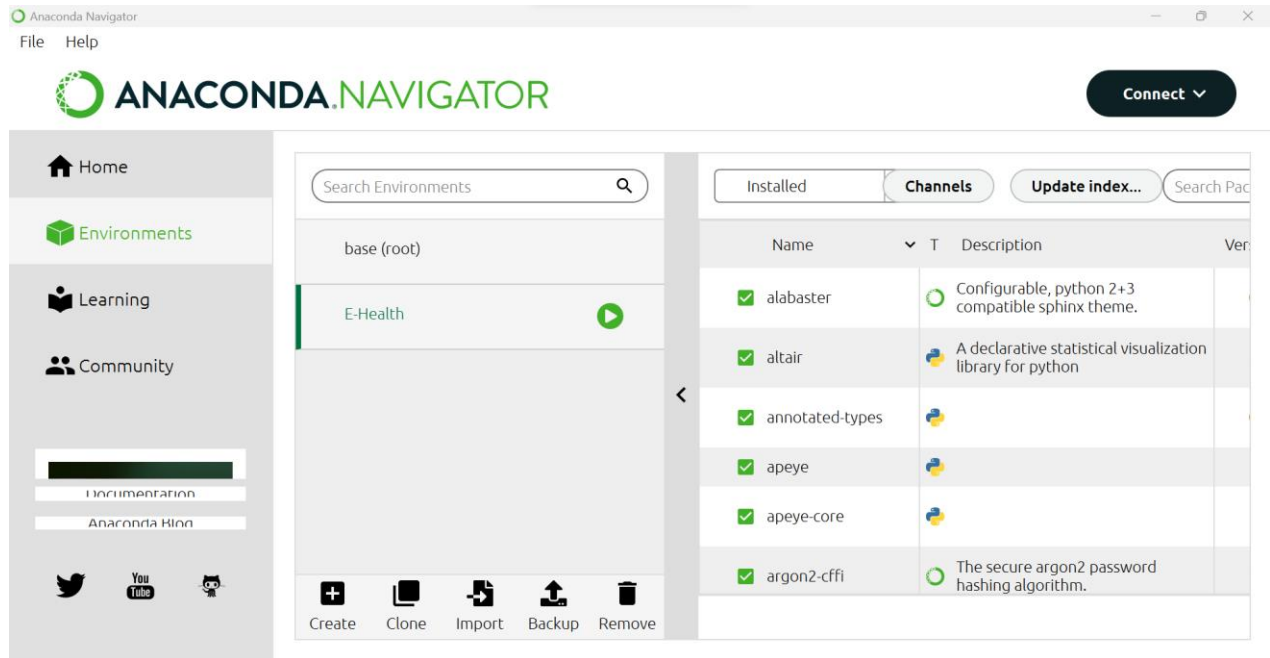 Anaconda Navigator
File Help
ANACONDA.NAVIGATOR
Connect
Home
Environments
Learning
Community
Documentation
Anaconda Blog
You
Tube
Search Environments
base (root)
E-Health
Create Clone Import Backup Remove
Installed Channels Update index... Search Pac
Name T Description Ver
alabaster
Configurable, python 2+3
compatible sphinx theme.
altair
A declarative statistical visualization
library for python
annotated-types
apeye
apeye-core
argon2-cffi
The secure argon2 password
hashing algorithm.